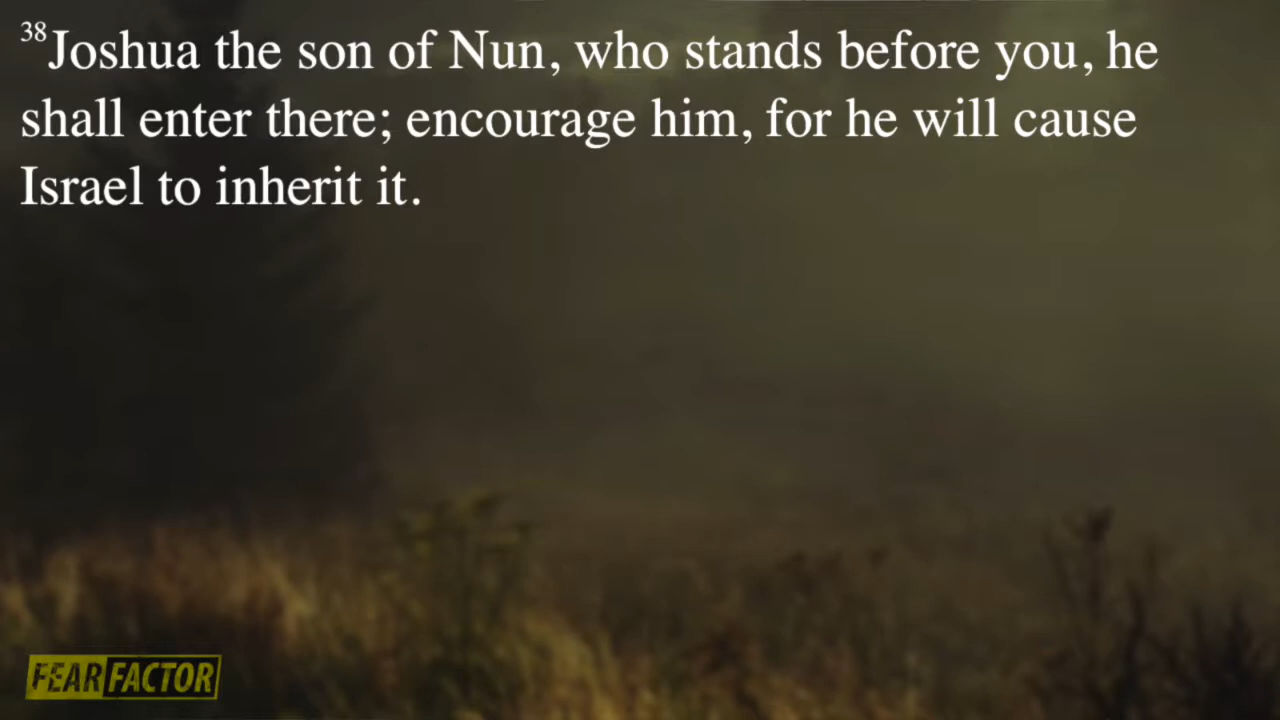 38Joshua the son of Nun, who stands before you, he
shall enter there; encourage him, for he will cause
Israel to inherit it.
FEAR FACTOR